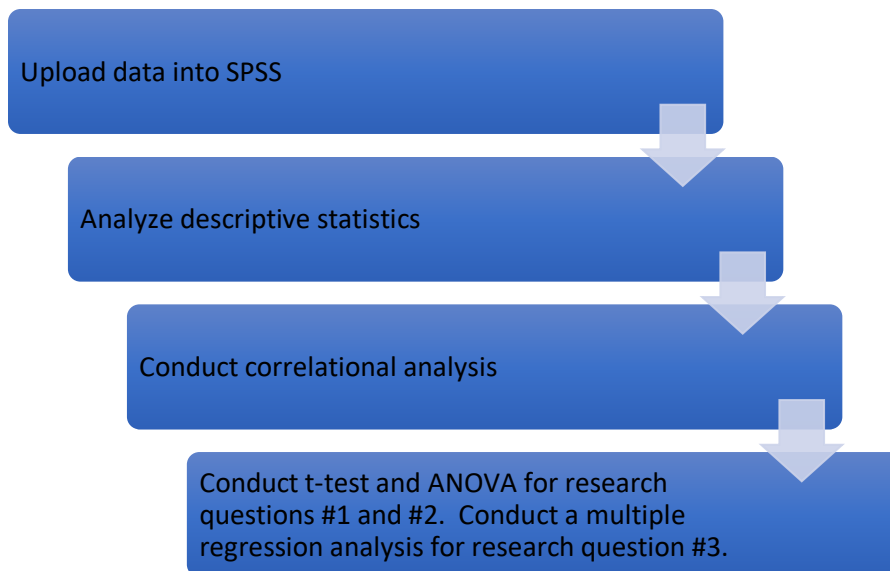 Upload data into SPSS
Analyze descriptive statistics
Conduct correlational analysis
Conduct t-test and ANOVA for research
questions #1 and #2.  Conduct a multiple
regression analysis for research question #3.